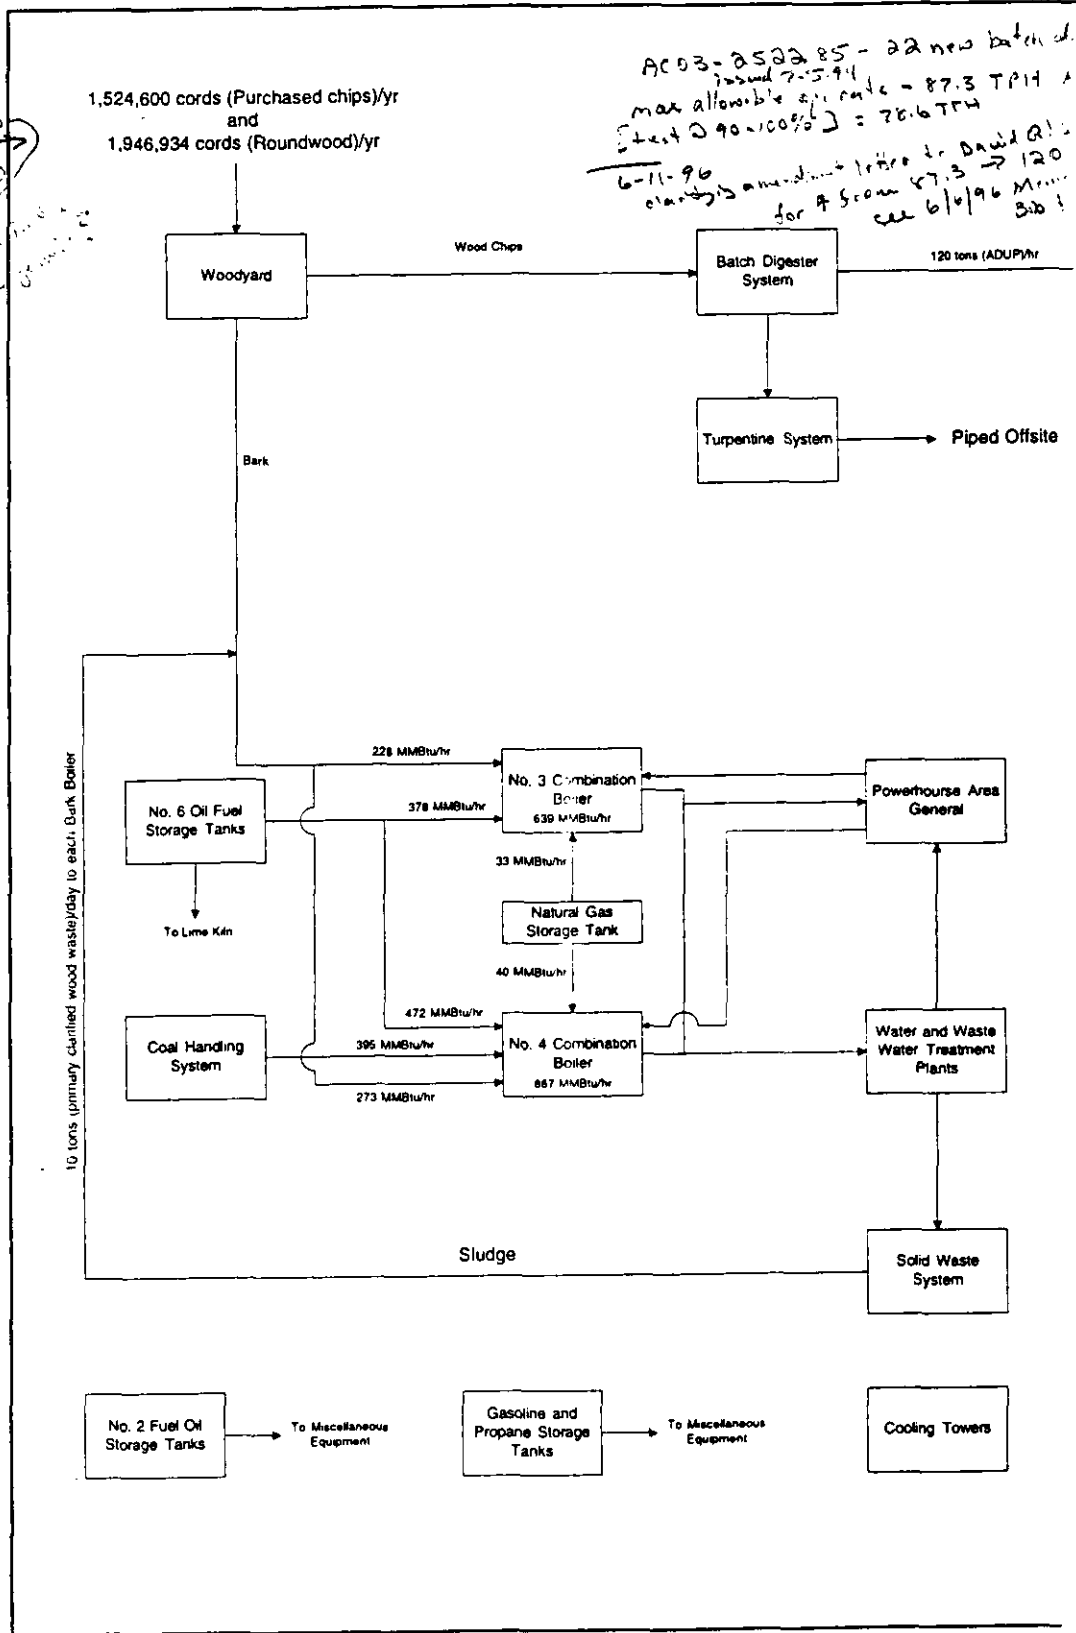 AC03-252285 - 22 new batch
issued 7-5-94
max allowable rate - 87.3 TPH
[test @ 90-100%] = 78.6 TPH
6-11-96
amendment letter to David
for from 87.3 → 120
see 6/6/96
1,524,600 cords (Purchased chips)/yr
and
1,946,934 cords (Roundwood)/yr
Woodyard
Wood Chips
Batch Digester
System
120 tons (ADUP)/hr
Turpentine System
Piped Offsite
Bark
10 tons (primary clarified wood waste)/day to each Bark Boiler
228 MMBtu/hr
No. 3 Combination
Boiler
639 MMBtu/hr
No. 6 Oil Fuel
Storage Tanks
378 MMBtu/hr
Powerhourse Area
General
33 MMBtu/hr
To Lime Kiln
Natural Gas
Storage Tank
40 MMBtu/hr
472 MMBtu/hr
Coal Handling
System
395 MMBtu/hr
273 MMBtu/hr
No. 4 Combination
Boiler
867 MMBtu/hr
Water and Waste
Water Treatment
Plants
Sludge
Solid Waste
System
No. 2 Fuel Oil
Storage Tanks
To Miscellaneous
Equipment
Gasoline and
Propane Storage
Tanks
To Miscellaneous
Equipment
Cooling Towers